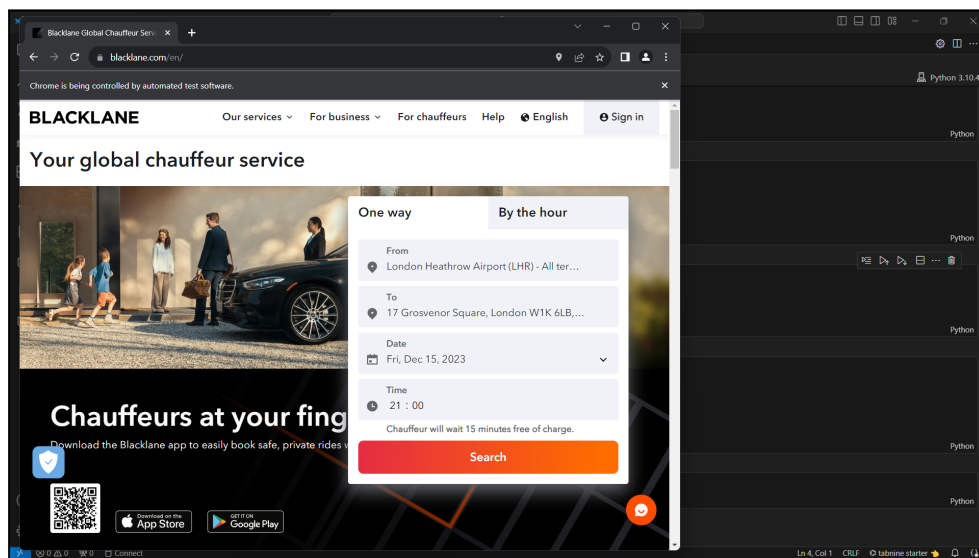 Blacklane Global Chauffeur Serv
blacklane.com/en/
Chrome is being controlled by automated test software.
BLACKLANE
Our services
For business
For chauffeurs
Help
English
Sign in
Your global chauffeur service
One way
By the hour
From
London Heathrow Airport (LHR) - All ter...
To
17 Grosvenor Square, London W1K 6LB,...
Date
Fri, Dec 15, 2023
Time
21 : 00
Chauffeur will wait 15 minutes free of charge.
Search
Chauffeurs at your fing
Download the Blacklane app to easily book safe, private rides w
Download on the
App Store
GET IT ON
Google Play
Python 3.10.4
Python
Python
Python
Python
Python
0 0 0 Connect
Ln 4, Col 1 CRLF tabnine starter